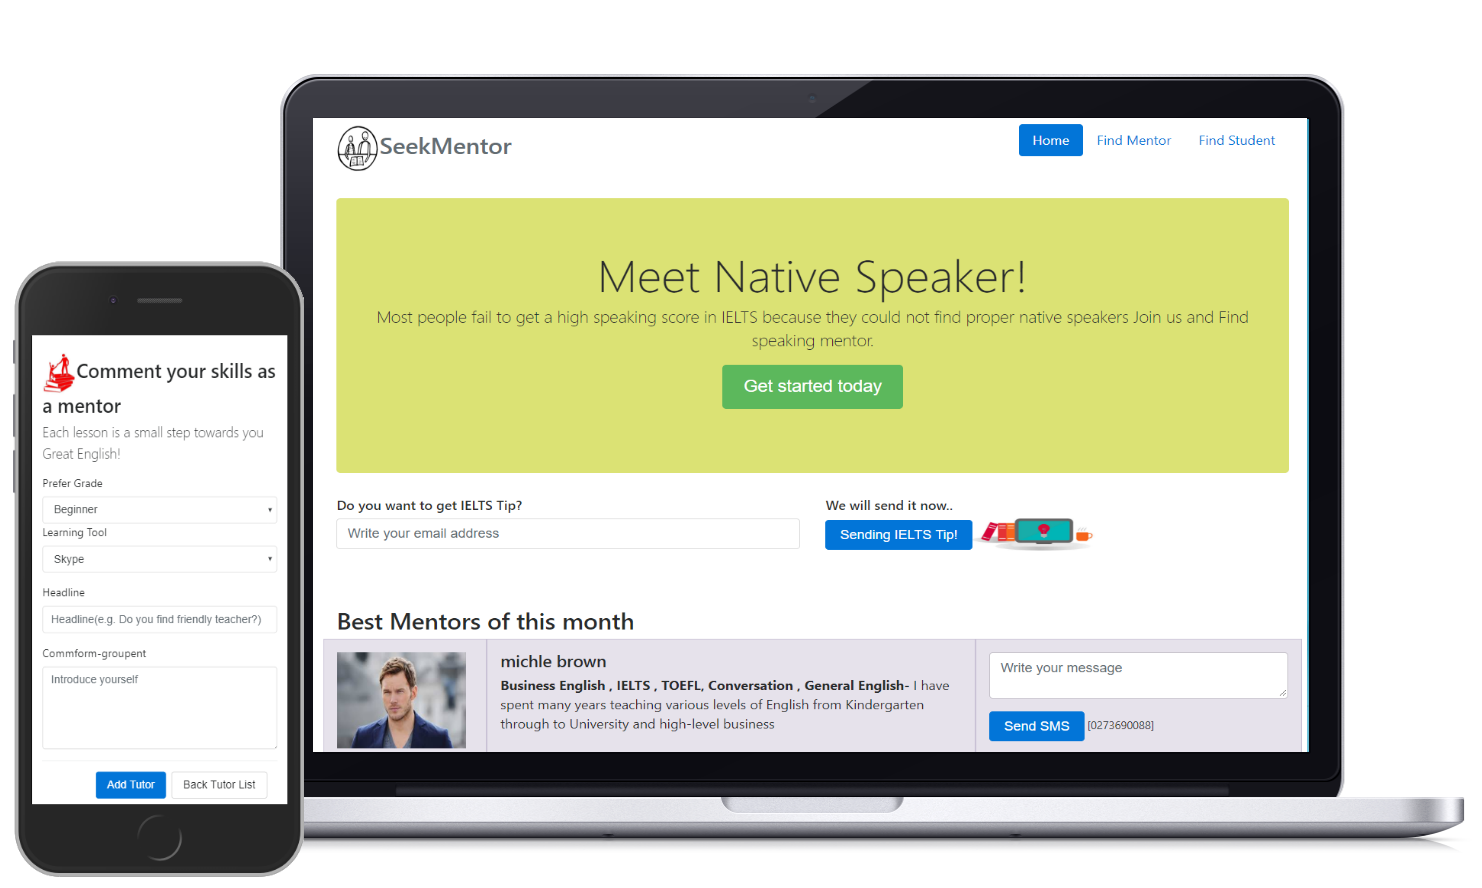 SeekMentor
Home
Find Mentor
Find Student
Meet Native Speaker!
Most people fail to get a high speaking score in IELTS because they could not find proper native speakers Join us and Find
speaking mentor.
Get started today
Do you want to get IELTS Tip?
Write your email address
We will send it now..
Sending IELTS Tip!
Best Mentors of this month
michle brown
Business English , IELTS , TOEFL, Conversation , General English- I have
spent many years teaching various levels of English from Kindergarten
through to University and high-level business
Write your message
Send SMS [0273690088]
Comment your skills as
a mentor
Each lesson is a small step towards you
Great English!
Prefer Grade
Beginner
Learning Tool
Skype
Headline
Headline(e.g. Do you find friendly teacher?)
Commform-groupent
Introduce yourself
Add Tutor
Back Tutor List